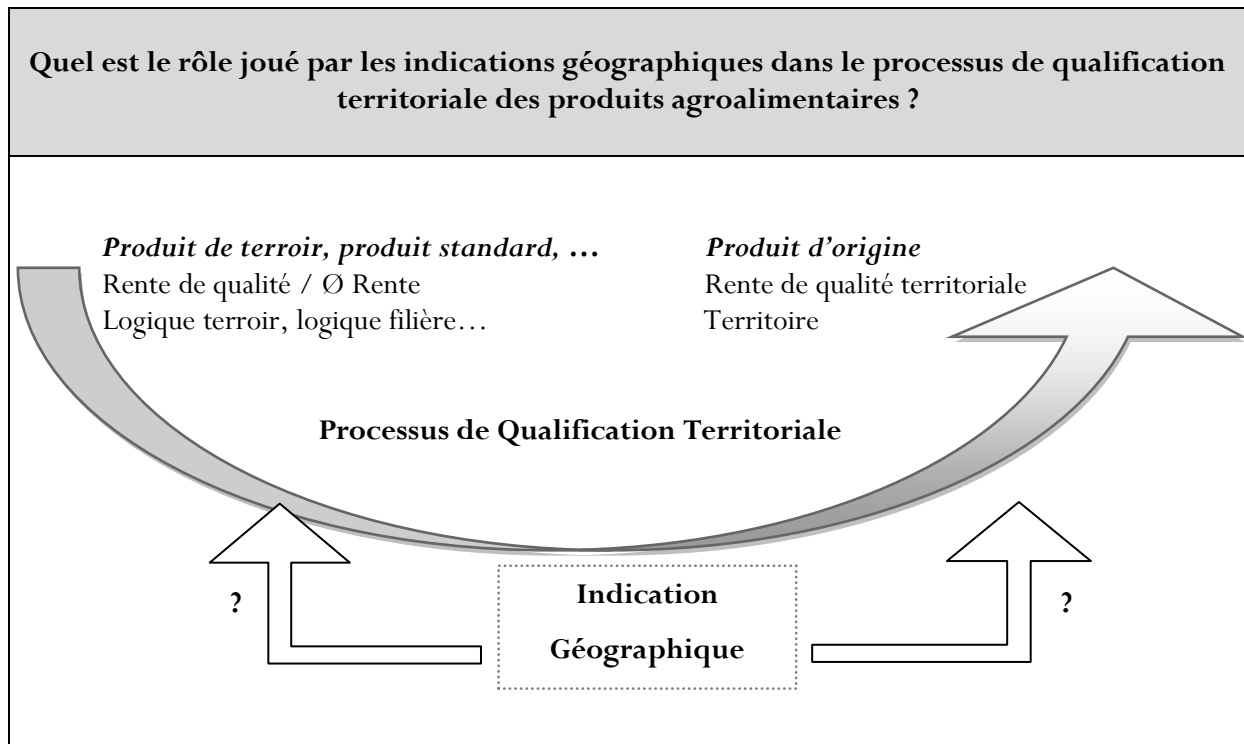 Quel est le rôle joué par les indications géographiques dans le processus de qualification
territoriale des produits agroalimentaires ?
Produit de terroir, produit standard, …
Rente de qualité / Ø Rente
Logique terroir, logique filière…
Produit d’origine
Rente de qualité territoriale
Territoire
Processus de Qualification Territoriale
?
Indication
Géographique
?